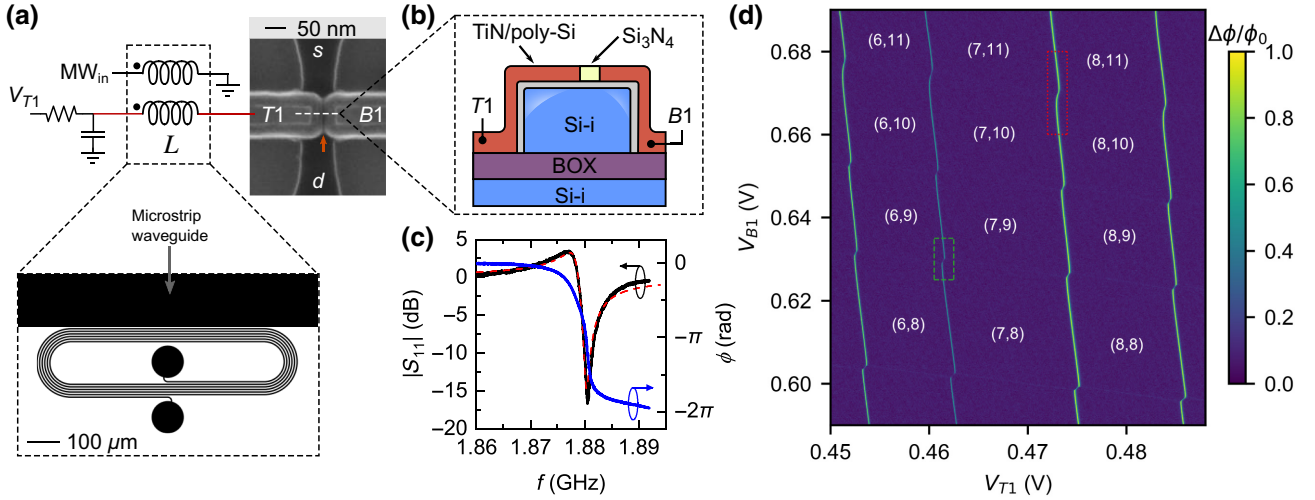 (a)
50 nm
s
MW_in
V_T1
T1
B1
L
d
Microstrip
waveguide
100 μm
(b)
TiN/poly-Si
Si₃N₄
T1
Si-i
B1
BOX
Si-i
(c)
5
0
−5
−10
−15
−20
|S₁₁| (dB)
0
−π
−2π
ϕ (rad)
1.86
1.87
1.88
1.89
f (GHz)
(d)
0.68
0.66
0.64
0.62
0.60
V_B1 (V)
(6,11)
(7,11)
(8,11)
(6,10)
(7,10)
(8,10)
(6,9)
(7,9)
(8,9)
(6,8)
(7,8)
(8,8)
0.45
0.46
0.47
0.48
V_T1 (V)
Δϕ/ϕ₀
1.0
0.8
0.6
0.4
0.2
0.0